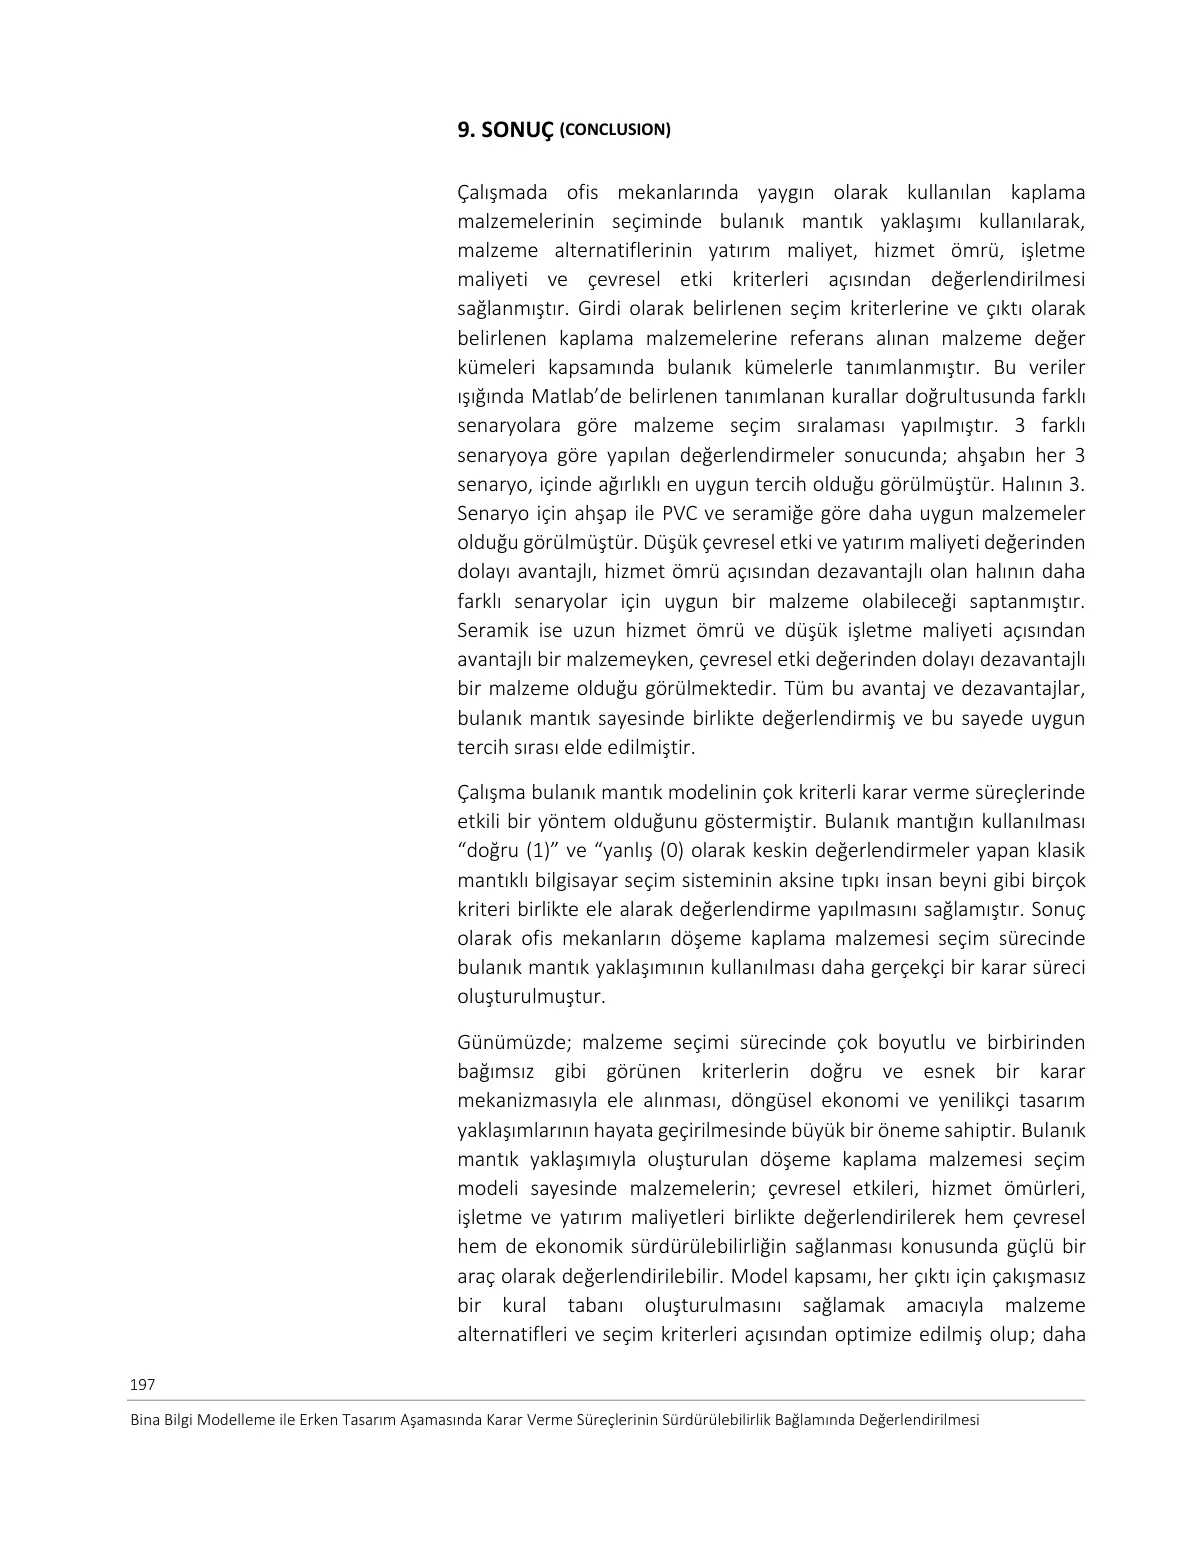 9. SONUÇ (CONCLUSION)
Çalışmada ofis mekanlarında yaygın olarak kullanılan kaplama
malzemelerinin seçiminde bulanık mantık yaklaşımı kullanılarak,
malzeme alternatiflerinin yatırım maliyet, hizmet ömrü, işletme
maliyeti ve çevresel etki kriterleri açısından değerlendirilmesi
sağlanmıştır. Girdi olarak belirlenen seçim kriterlerine ve çıktı olarak
belirlenen kaplama malzemelerine referans alınan malzeme değer
kümeleri kapsamında bulanık kümelerle tanımlanmıştır. Bu veriler
ışığında Matlab’de belirlenen tanımlanan kurallar doğrultusunda farklı
senaryolara göre malzeme seçim sıralaması yapılmıştır. 3 farklı
senaryoya göre yapılan değerlendirmeler sonucunda; ahşabın her 3
senaryo, içinde ağırlıklı en uygun tercih olduğu görülmüştür. Halının 3.
Senaryo için ahşap ile PVC ve seramiğe göre daha uygun malzemeler
olduğu görülmüştür. Düşük çevresel etki ve yatırım maliyeti değerinden
dolayı avantajlı, hizmet ömrü açısından dezavantajlı olan halının daha
farklı senaryolar için uygun bir malzeme olabileceği saptanmıştır.
Seramik ise uzun hizmet ömrü ve düşük işletme maliyeti açısından
avantajlı bir malzemeyken, çevresel etki değerinden dolayı dezavantajlı
bir malzeme olduğu görülmektedir. Tüm bu avantaj ve dezavantajlar,
bulanık mantık sayesinde birlikte değerlendirmiş ve bu sayede uygun
tercih sırası elde edilmiştir.
Çalışma bulanık mantık modelinin çok kriterli karar verme süreçlerinde
etkili bir yöntem olduğunu göstermiştir. Bulanık mantığın kullanılması
“doğru (1)” ve “yanlış (0) olarak keskin değerlendirmeler yapan klasik
mantıklı bilgisayar seçim sisteminin aksine tıpkı insan beyni gibi birçok
kriteri birlikte ele alarak değerlendirme yapılmasını sağlamıştır. Sonuç
olarak ofis mekanların döşeme kaplama malzemesi seçim sürecinde
bulanık mantık yaklaşımının kullanılması daha gerçekçi bir karar süreci
oluşturulmuştur.
Günümüzde; malzeme seçimi sürecinde çok boyutlu ve birbirinden
bağımsız gibi görünen kriterlerin doğru ve esnek bir karar
mekanizmasıyla ele alınması, döngüsel ekonomi ve yenilikçi tasarım
yaklaşımlarının hayata geçirilmesinde büyük bir öneme sahiptir. Bulanık
mantık yaklaşımıyla oluşturulan döşeme kaplama malzemesi seçim
modeli sayesinde malzemelerin; çevresel etkileri, hizmet ömürleri,
işletme ve yatırım maliyetleri birlikte değerlendirilerek hem çevresel
hem de ekonomik sürdürülebilirliğin sağlanması konusunda güçlü bir
araç olarak değerlendirilebilir. Model kapsamı, her çıktı için çakışmasız
bir kural tabanı oluşturulmasını sağlamak amacıyla malzeme
alternatifleri ve seçim kriterleri açısından optimize edilmiş olup; daha
197
Bina Bilgi Modelleme ile Erken Tasarım Aşamasında Karar Verme Süreçlerinin Sürdürülebilirlik Bağlamında Değerlendirilmesi